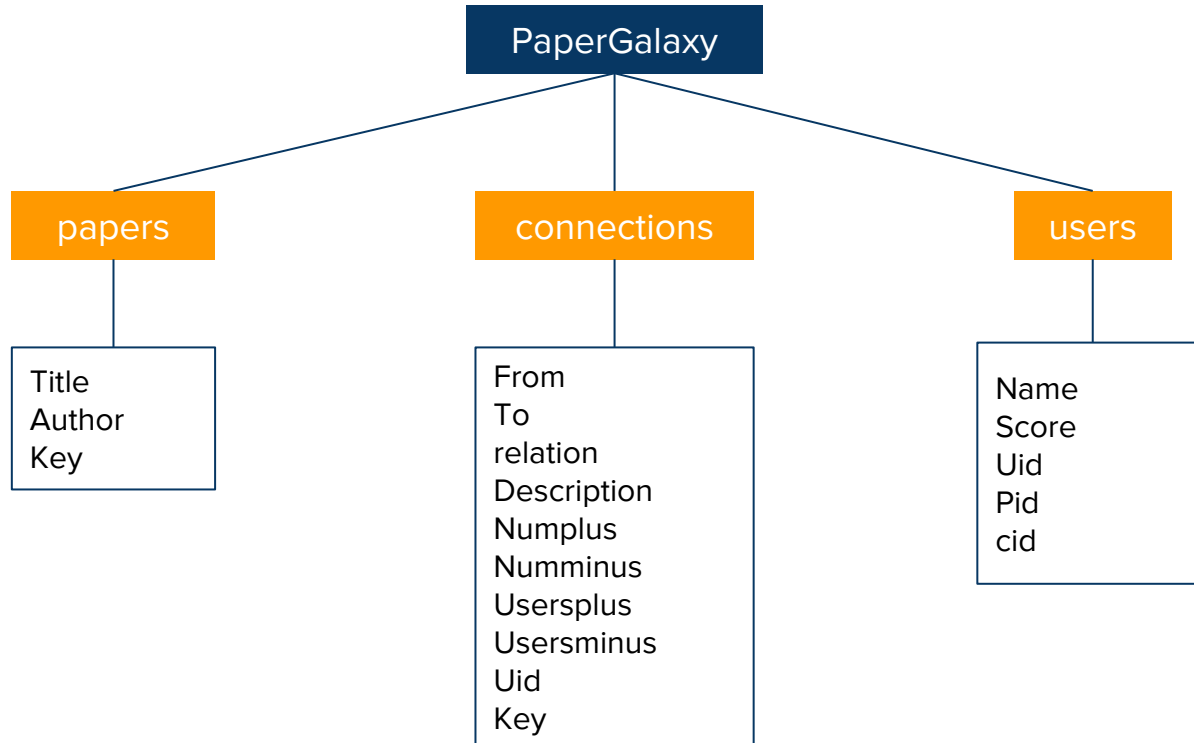 PaperGalaxy
papers
connections
users
Title
Author
Key
From
To
relation
Description
Numplus
Numminus
Usersplus
Usersminus
Uid
Key
Name
Score
Uid
Pid
cid